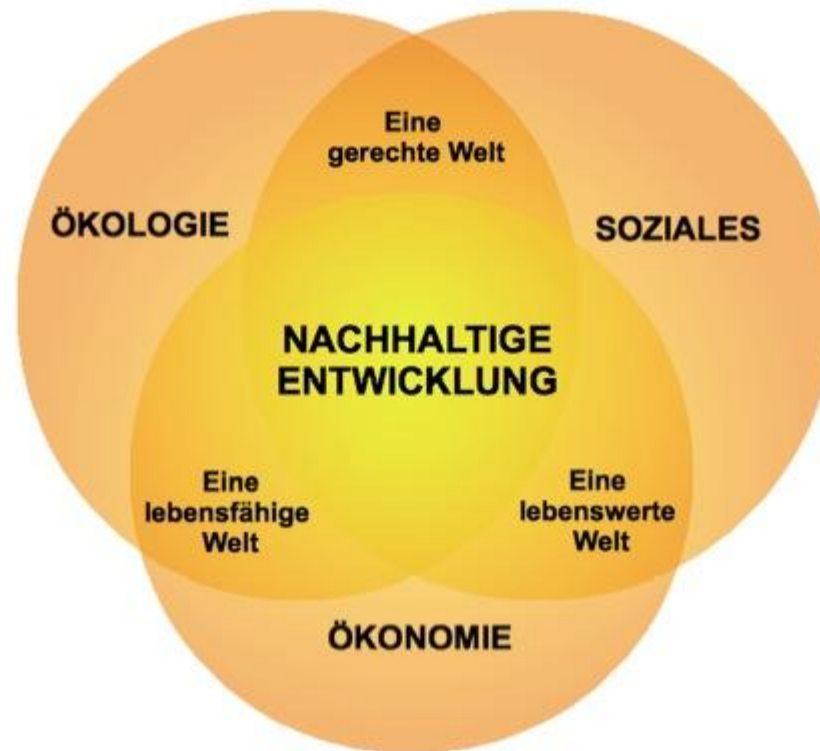 Eine
gerechte Welt
ÖKOLOGIE
SOZIALES
NACHHALTIGE
ENTWICKLUNG
Eine
lebensfähige
Welt
Eine
lebenswerte
Welt
ÖKONOMIE